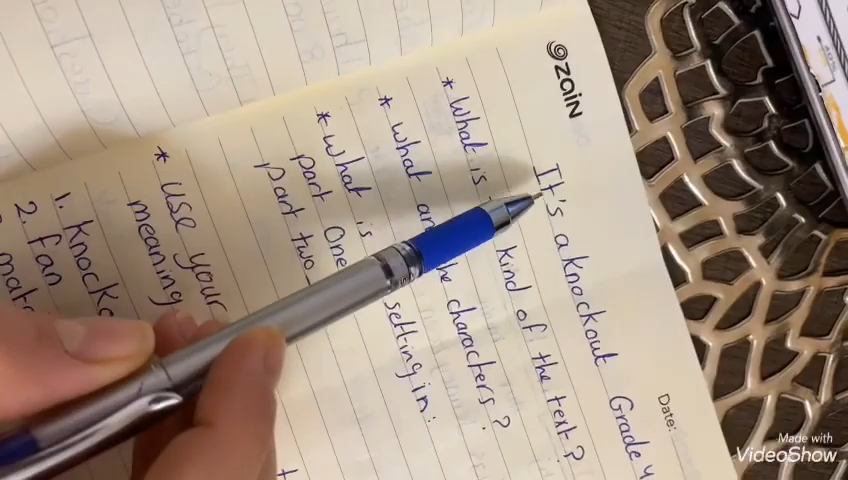 zain
Date:
It's a knockout Grade 4
* What is kind of the text?
* What are the characters?
* What is setting in:
part One
Part two
* Use your
meaning
1. Knocko
2. fan
Made with
VideoShow